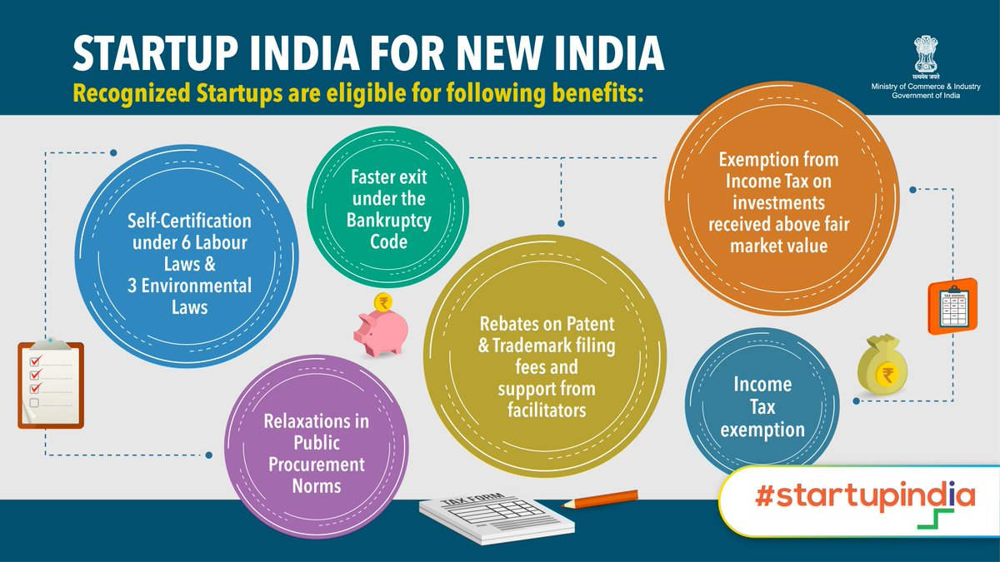 STARTUP INDIA FOR NEW INDIA
Recognized Startups are eligible for following benefits:
सत्यमेव जयते
Ministry of Commerce & Industry
Government of India
Self-Certification
under 6 Labour
Laws &
3 Environmental
Laws
Faster exit
under the
Bankruptcy
Code
Exemption from
Income Tax on
investments
received above fair
market value
Rebates on Patent
& Trademark filing
fees and
support from
facilitators
Relaxations in
Public
Procurement
Norms
Income
Tax
exemption
TAX
₹
₹
TAX FORM
#startupindia